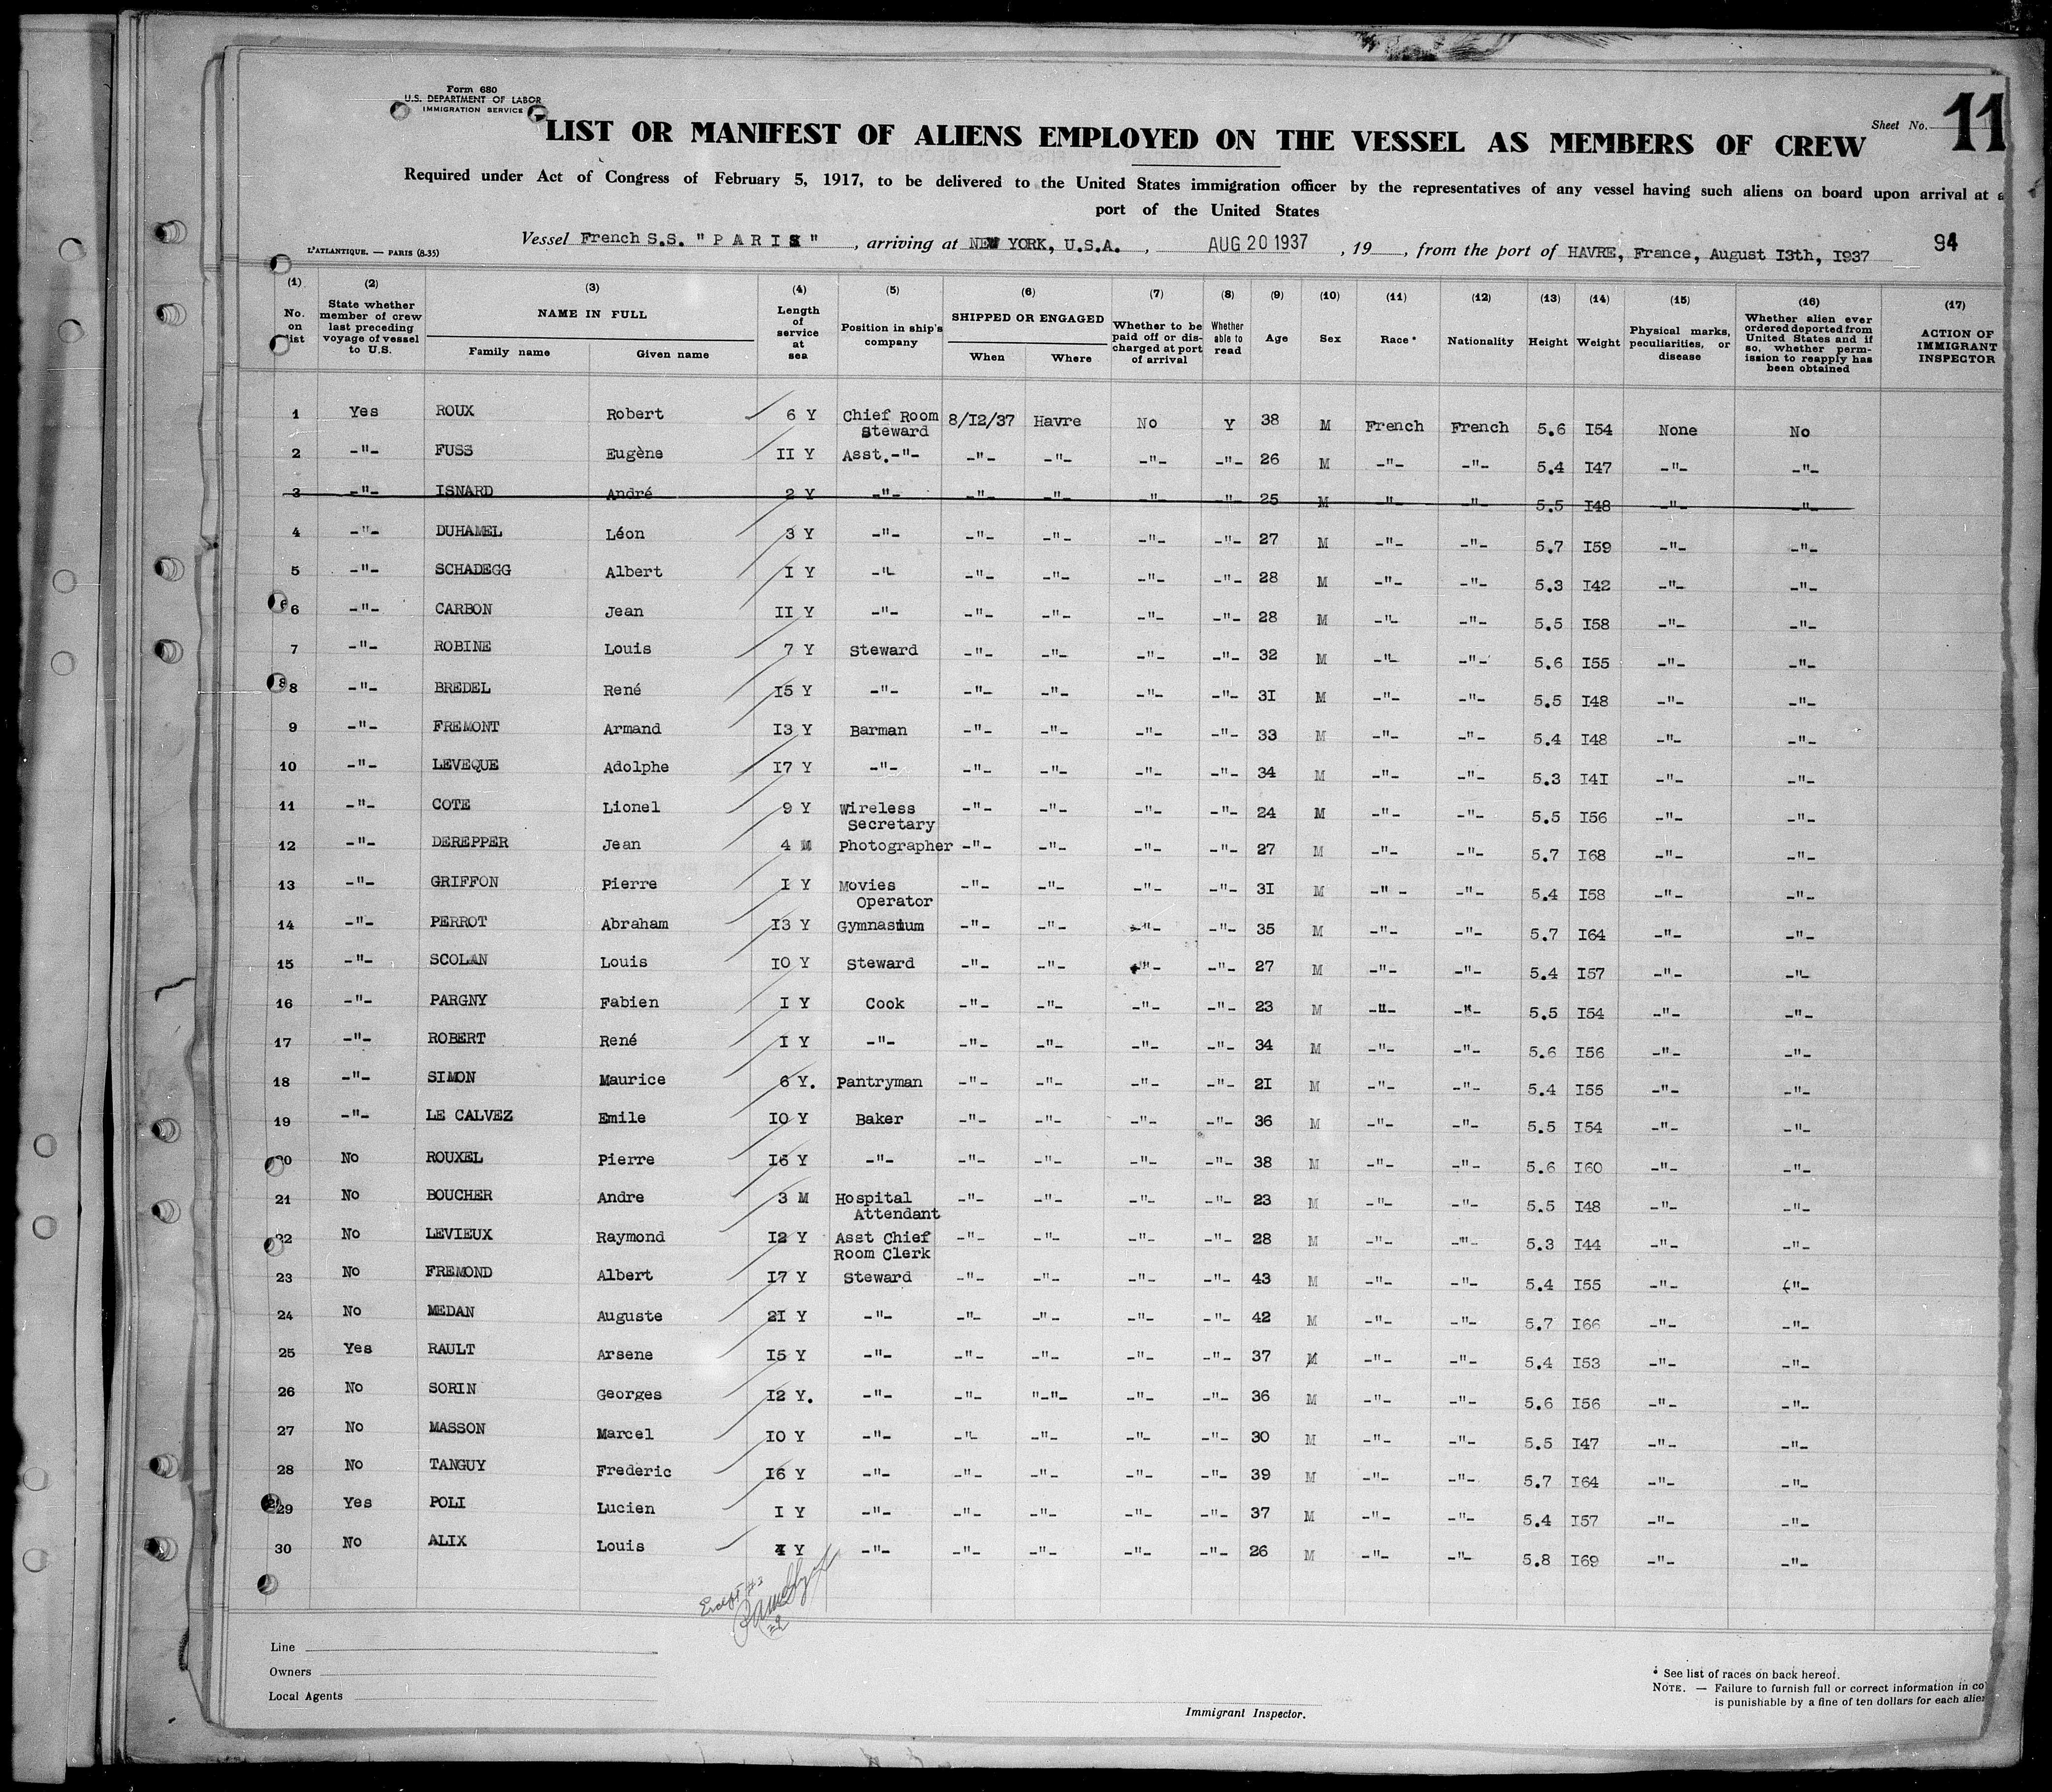 Form 680
U.S. DEPARTMENT OF LABOR
IMMIGRATION SERVICE
Sheet No. 11
LIST OR MANIFEST OF ALIENS EMPLOYED ON THE VESSEL AS MEMBERS OF CREW
Required under Act of Congress of February 5, 1917, to be delivered to the United States immigration officer by the representatives of any vessel having such aliens on board upon arrival at a
port of the United States
L'ATLANTIQUE. — PARIS (8-35)
Vessel French S.S. "PARIS", arriving at NEW YORK, U.S.A., AUG 20 1937, 19 , from the port of HAVRE, France, August I3th, I937
94
(1) No. on list (2) State whether member of crew last preceding voyage of vessel to U.S. (3) NAME IN FULL Family name Given name (4) Length of service at sea (5) Position in ship's company (6) SHIPPED OR ENGAGED When Where (7) Whether to be paid off or discharged at port of arrival (8) Whether able to read (9) Age (10) Sex (11) Race * (12) Nationality (13) Height (14) Weight (15) Physical marks, peculiarities, or disease (16) Whether alien ever ordered deported from United States and if so, whether permission to reapply has been obtained (17) ACTION OF IMMIGRANT INSPECTOR
1 Yes ROUX Robert 6 Y Chief Room Steward 8/I2/37 Havre No Y 38 M French French 5.6 I54 None No
2 -"- FUSS Eugène II Y Asst.-"- -"- -"- -"- -"- 26 M -"- -"- 5.4 I47 -"- -"-
3 -"- ISNARD André 2 Y -"- -"- -"- -"- -"- 25 M -"- -"- 5.5 I48 -"- -"-
4 -"- DUHAMEL Léon 3 Y -"- -"- -"- -"- -"- 27 M -"- -"- 5.7 I59 -"- -"-
5 -"- SCHADEGG Albert I Y -"- -"- -"- -"- -"- 28 M -"- -"- 5.3 I42 -"- -"-
6 -"- CARBON Jean II Y -"- -"- -"- -"- -"- 28 M -"- -"- 5.5 I58 -"- -"-
7 -"- ROBINE Louis 7 Y Steward -"- -"- -"- -"- 32 M -"- -"- 5.6 I55 -"- -"-
8 -"- BREDEL René I5 Y -"- -"- -"- -"- -"- 3I M -"- -"- 5.5 I48 -"- -"-
9 -"- FREMONT Armand I3 Y Barman -"- -"- -"- -"- 33 M -"- -"- 5.4 I48 -"- -"-
10 -"- LEVEQUE Adolphe I7 Y -"- -"- -"- -"- -"- 34 M -"- -"- 5.3 I4I -"- -"-
11 -"- COTE Lionel 9 Y Wireless Secretary -"- -"- -"- -"- 24 M -"- -"- 5.5 I56 -"- -"-
12 -"- DEREPPER Jean 4 M Photographer -"- -"- -"- -"- 27 M -"- -"- 5.7 I68 -"- -"-
13 -"- GRIFFON Pierre I Y Movies Operator -"- -"- -"- -"- 3I M -"- -"- 5.4 I58 -"- -"-
14 -"- PERROT Abraham I3 Y Gymnasium -"- -"- -"- -"- 35 M -"- -"- 5.7 I64 -"- -"-
15 -"- SCOLAN Louis IO Y Steward -"- -"- -"- -"- 27 M -"- -"- 5.4 I57 -"- -"-
16 -"- PARGNY Fabien I Y Cook -"- -"- -"- -"- 23 M -"- -"- 5.5 I54 -"- -"-
17 -"- ROBERT René I Y -"- -"- -"- -"- -"- 34 M -"- -"- 5.6 I56 -"- -"-
18 -"- SIMON Maurice 6 Y. Pantryman -"- -"- -"- -"- 2I M -"- -"- 5.4 I55 -"- -"-
19 -"- LE CALVEZ Emile IO Y Baker -"- -"- -"- -"- 36 M -"- -"- 5.5 I54 -"- -"-
20 No ROUXEL Pierre I6 Y -"- -"- -"- -"- -"- 38 M -"- -"- 5.6 I60 -"- -"-
21 No BOUCHER Andre 3 M Hospital Attendant -"- -"- -"- -"- 23 M -"- -"- 5.5 I48 -"- -"-
22 No LEVIEUX Raymond I2 Y Asst Chief Room Clerk -"- -"- -"- -"- 28 M -"- -"- 5.3 I44 -"- -"-
23 No FREMOND Albert I7 Y Steward -"- -"- -"- -"- 43 M -"- -"- 5.4 I55 -"- -"-
24 No MEDAN Auguste 2I Y -"- -"- -"- -"- -"- 42 M -"- -"- 5.7 I66 -"- -"-
25 Yes RAULT Arsene I5 Y -"- -"- -"- -"- -"- 37 M -"- -"- 5.4 I53 -"- -"-
26 No SORIN Georges I2 Y. -"- -"- "-"- -"- -"- 36 M -"- -"- 5.6 I56 -"- -"-
27 No MASSON Marcel IO Y -"- -"- -"- -"- -"- 30 M -"- -"- 5.5 I47 -"- -"-
28 No TANGUY Frederic I6 Y -"- -"- -"- -"- -"- 39 M -"- -"- 5.7 I64 -"- -"-
29 Yes POLI Lucien I Y -"- -"- -"- -"- -"- 37 M -"- -"- 5.4 I57 -"- -"-
30 No ALIX Louis 4 Y -"- -"- -"- -"- -"- 26 M -"- -"- 5.8 I69 -"- -"-
Except #3
Line
Owners
Local Agents
Immigrant Inspector.
* See list of races on back hereof.
NOTE. — Failure to furnish full or correct information in
is punishable by a fine of ten dollars for each alien